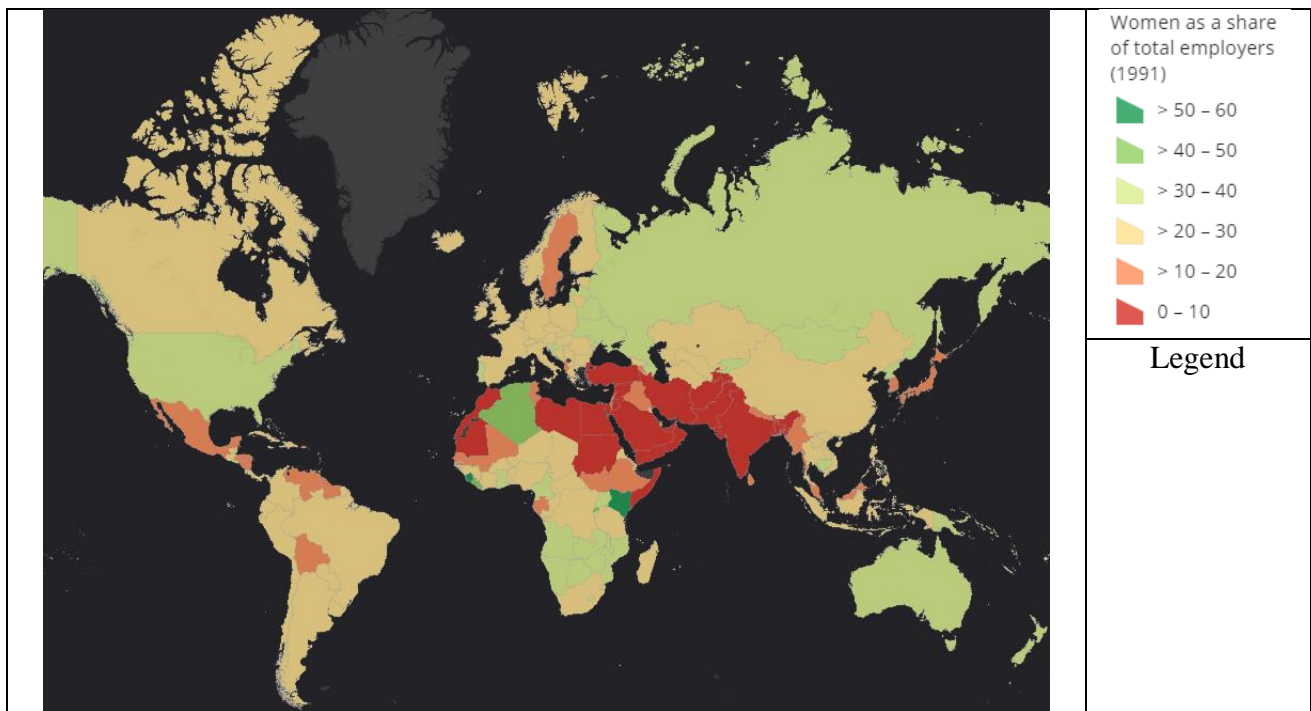 Women as a share
of total employers
(1991)
> 50 – 60
> 40 – 50
> 30 – 40
> 20 – 30
> 10 – 20
0 – 10
Legend